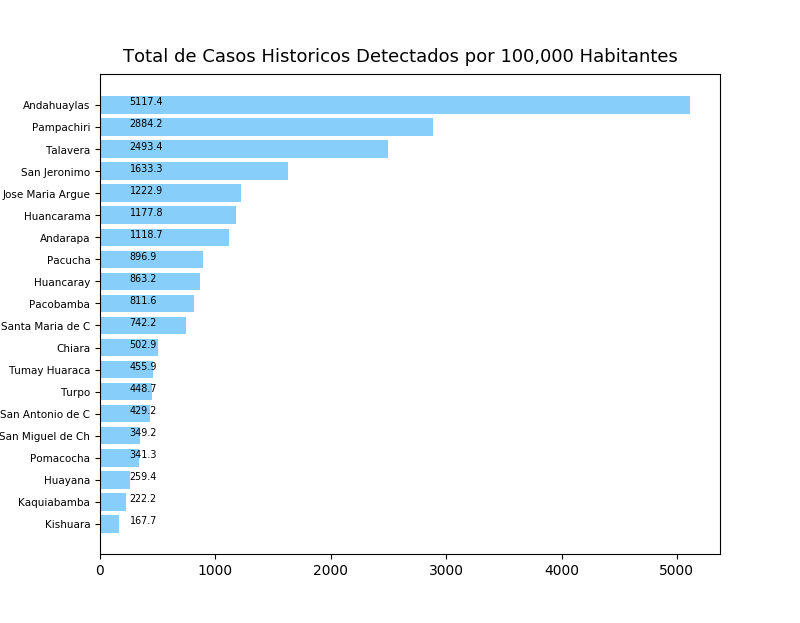 Total de Casos Historicos Detectados por 100,000 Habitantes
Andahuaylas 5117.4
Pampachiri 2884.2
Talavera 2493.4
San Jeronimo 1633.3
Jose Maria Argue 1222.9
Huancarama 1177.8
Andarapa 1118.7
Pacucha 896.9
Huancaray 863.2
Pacobamba 811.6
Santa Maria de C 742.2
Chiara 502.9
Tumay Huaraca 455.9
Turpo 448.7
San Antonio de C 429.2
San Miguel de Ch 349.2
Pomacocha 341.3
Huayana 259.4
Kaquiabamba 222.2
Kishuara 167.7
0 1000 2000 3000 4000 5000